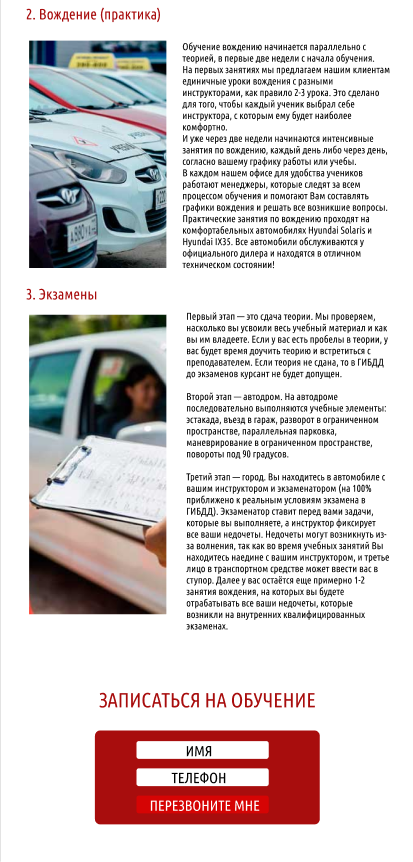 2. Вождение (практика)
Обучение вождению начинается параллельно с
теорией, в первые две недели с начала обучения.
На первых занятиях мы предлагаем нашим клиентам
единичные уроки вождения с разными
инструкторами, как правило 2-3 урока. Это сделано
для того, чтобы каждый ученик выбрал себе
инструктора, с которым ему будет наиболее
комфортно.
И уже через две недели начинаются интенсивные
занятия по вождению, каждый день либо через день,
согласно вашему графику работы или учебы.
В каждом нашем офисе для удобства учеников
работают менеджеры, которые следят за всем
процессом обучения и помогают Вам составлять
графики вождения и решать все возникшие вопросы.
Практические занятия по вождению проходят на
комфортабельных автомобилях Hyundai Solaris и
Hyundai IX35. Все автомобили обслуживаются у
официального дилера и находятся в отличном
техническом состоянии!
3. Экзамены
Первый этап — это сдача теории. Мы проверяем,
насколько вы усвоили весь учебный материал и как
вы им владеете. Если у вас есть пробелы в теории, у
вас будет время доучить теорию и встретиться с
преподавателем. Если теория не сдана, то в ГИБДД
до экзаменов курсант не будет допущен.
Второй этап — автодром. На автодроме
последовательно выполняются учебные элементы:
эстакада, въезд в гараж, разворот в ограниченном
пространстве, параллельная парковка,
маневрирование в ограниченном пространстве,
повороты под 90 градусов.
Третий этап — город. Вы находитесь в автомобиле с
вашим инструктором и экзаменатором (на 100%
приближено к реальным условиям экзамена в
ГИБДД). Экзаменатор ставит перед вами задачи,
которые вы выполняете, а инструктор фиксирует
все ваши недочеты. Недочеты могут возникнуть из-
за волнения, так как во время учебных занятий Вы
находитесь наедине с вашим инструктором, и третье
лицо в транспортном средстве может ввести вас в
ступор. Далее у вас остаётся еще примерно 1-2
занятия вождения, на которых вы будете
отрабатывать все ваши недочеты, которые
возникли на внутренних квалифицированных
экзаменах.
ЗАПИСАТЬСЯ НА ОБУЧЕНИЕ
ИМЯ
ТЕЛЕФОН
ПЕРЕЗВОНИТЕ МНЕ